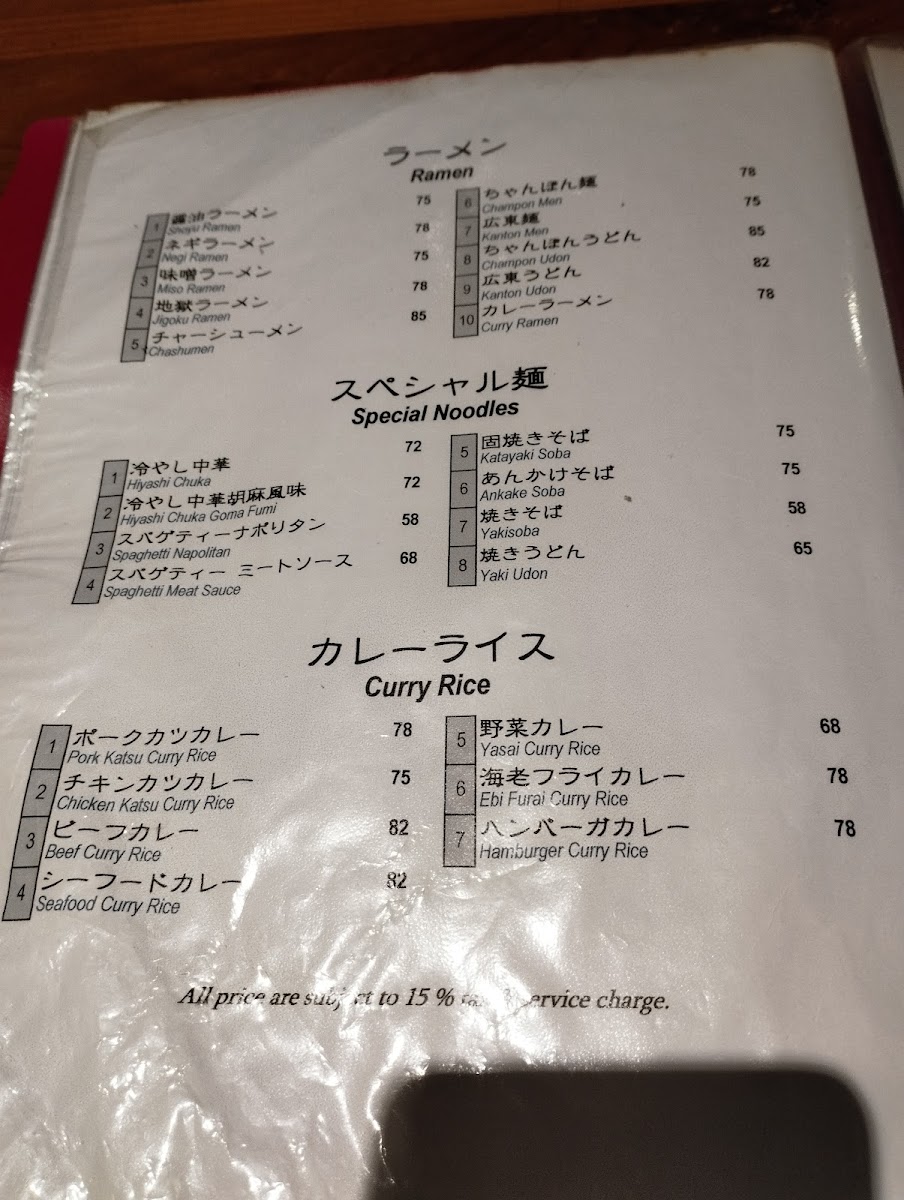 ラーメン
Ramen
1 醤油ラーメン 75
Shoyu Ramen
2 ネギラーメン 78
Negi Ramen
3 味噌ラーメン 75
Miso Ramen
4 地獄ラーメン 78
Jigoku Ramen
5 チャーシューメン 85
Chashumen
6 ちゃんぽん麺 78
Champon Men
7 広東麺 75
Kanton Men
8 ちゃんぽんうどん 85
Champon Udon
9 広東うどん 82
Kanton Udon
10 カレーラーメン 78
Curry Ramen
スペシャル麺
Special Noodles
1 冷やし中華 72
Hiyashi Chuka
2 冷やし中華胡麻風味 72
Hiyashi Chuka Goma Fumi
3 スパゲティーナポリタン 58
Spaghetti Napolitan
4 スパゲティー ミートソース 68
Spaghetti Meat Sauce
5 固焼きそば 75
Katayaki Soba
6 あんかけそば 75
Ankake Soba
7 焼きそば 58
Yakisoba
8 焼きうどん 65
Yaki Udon
カレーライス
Curry Rice
1 ポークカツカレー 78
Pork Katsu Curry Rice
2 チキンカツカレー 75
Chicken Katsu Curry Rice
3 ビーフカレー 82
Beef Curry Rice
4 シーフードカレー 82
Seafood Curry Rice
5 野菜カレー 68
Yasai Curry Rice
6 海老フライカレー 78
Ebi Furai Curry Rice
7 ハンバーガカレー 78
Hamburger Curry Rice
All price are subject to 15 % service charge.